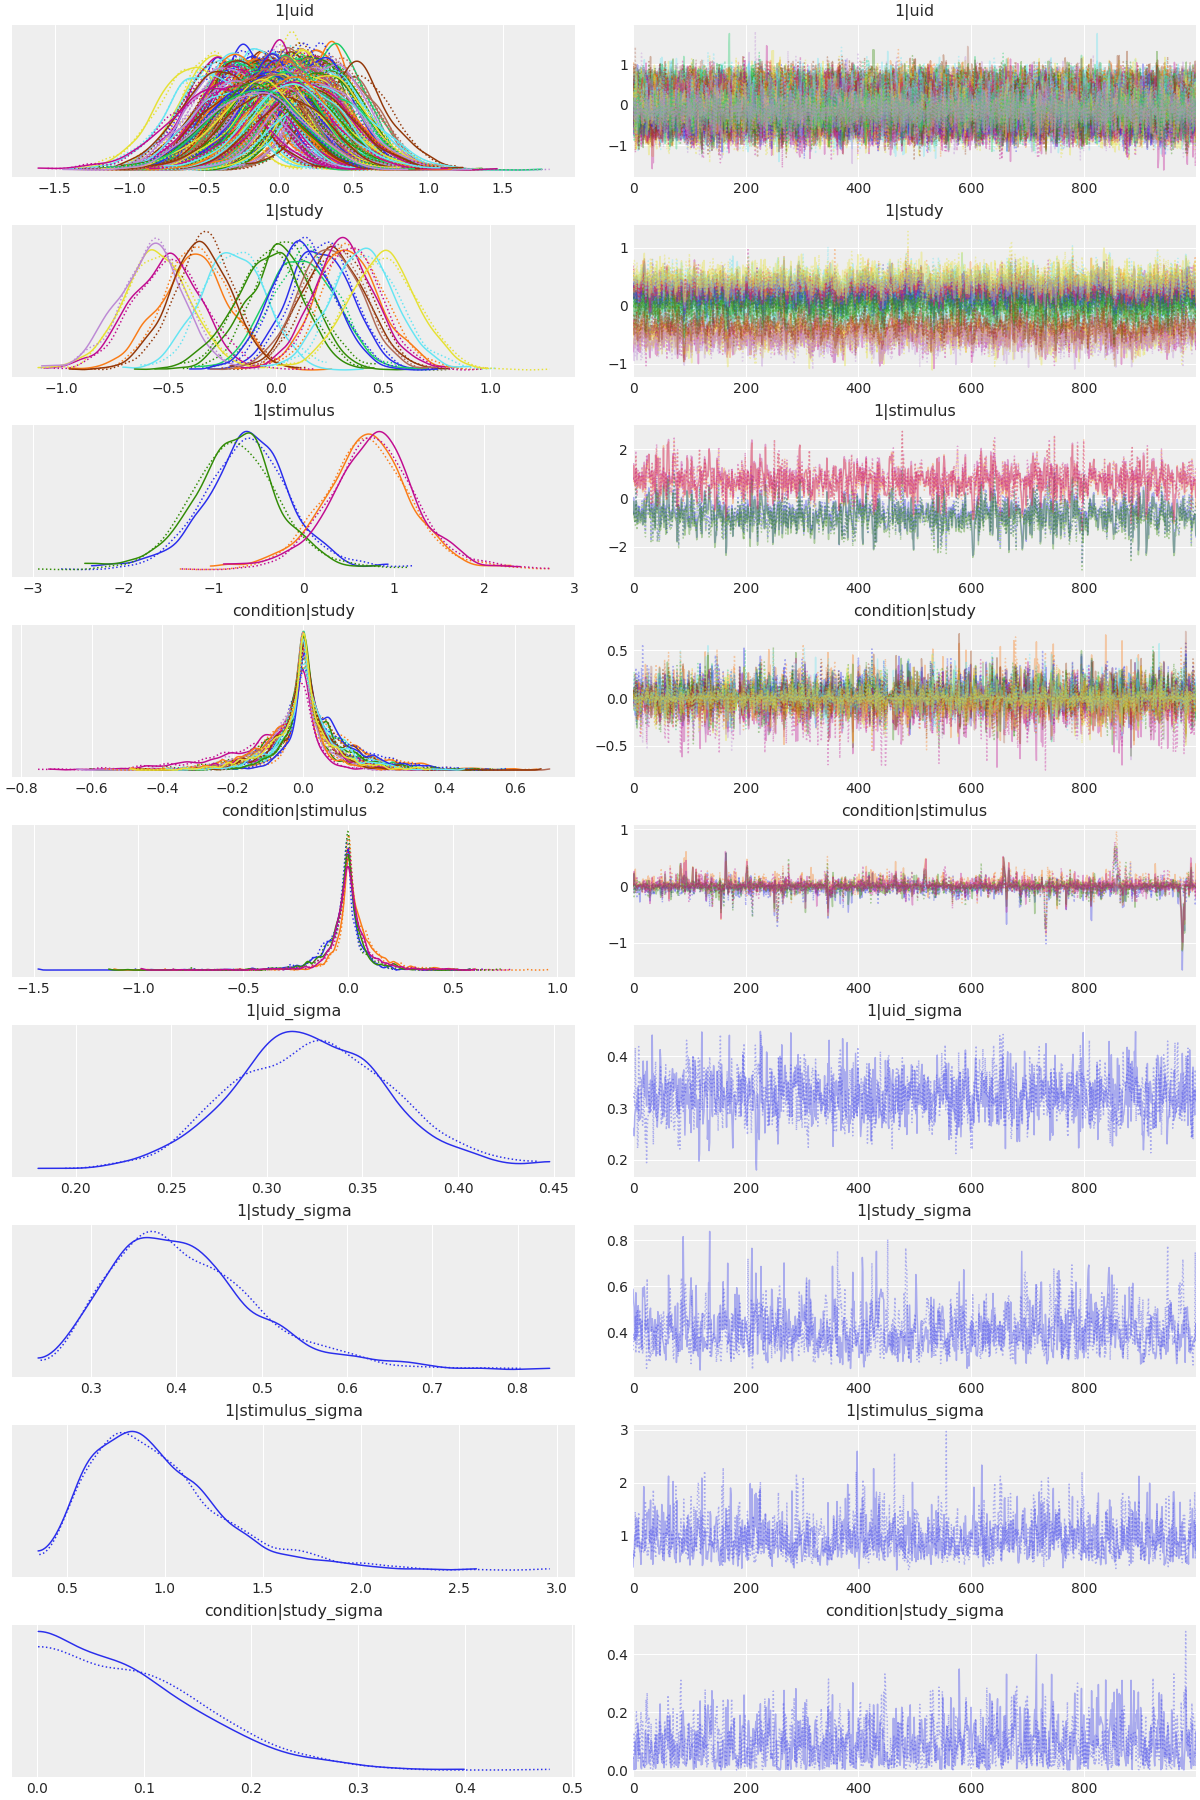 1|uid 1|uid
1
0
−1
−1.5 −1.0 −0.5 0.0 0.5 1.0 1.5 0 200 400 600 800
1|study 1|study
1
0
−1
−1.0 −0.5 0.0 0.5 1.0 0 200 400 600 800
1|stimulus 1|stimulus
2
0
−2
−3 −2 −1 0 1 2 3 0 200 400 600 800
condition|study condition|study
0.5
0.0
−0.5
−0.8 −0.6 −0.4 −0.2 0.0 0.2 0.4 0.6 0 200 400 600 800
condition|stimulus condition|stimulus
1
0
−1
−1.5 −1.0 −0.5 0.0 0.5 1.0 0 200 400 600 800
1|uid_sigma 1|uid_sigma
0.4
0.3
0.2
0.20 0.25 0.30 0.35 0.40 0.45 0 200 400 600 800
1|study_sigma 1|study_sigma
0.8
0.6
0.4
0.3 0.4 0.5 0.6 0.7 0.8 0 200 400 600 800
1|stimulus_sigma 1|stimulus_sigma
3
2
1
0.5 1.0 1.5 2.0 2.5 3.0 0 200 400 600 800
condition|study_sigma condition|study_sigma
0.4
0.2
0.0
0.0 0.1 0.2 0.3 0.4 0.5 0 200 400 600 800